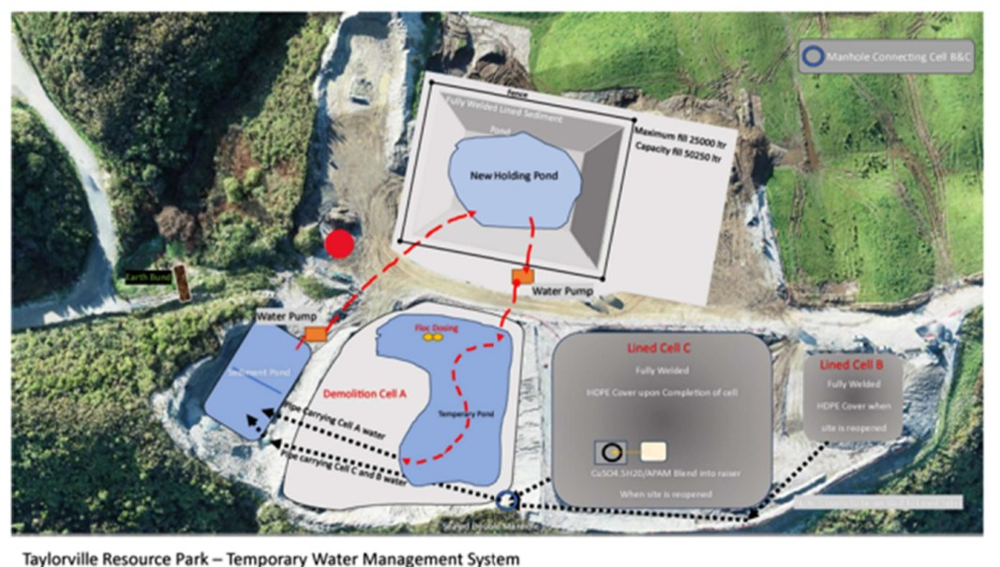 Manhole Connecting Cell B&C
fence
Fully Welded Lined Sediment
Pond
Maximum fill 25000 ltr
Capacity fill 50250 ltr
New Holding Pond
Earth Bund
Water Pump
Water Pump
Floc Dosing
Sediment Pond
Demolition Cell A
Temporary Pond
Pipe Carrying Cell A water
Pipe carrying Cell C and B water
Lined Cell C
Fully Welded
HDPE Cover upon Completion of cell
CuSO4.5H20/APAM Blend into raiser
When site is reopened
Lined Cell B
Fully Welded
HDPE Cover when
site is reopened
Taylorville Resource Park – Temporary Water Management System